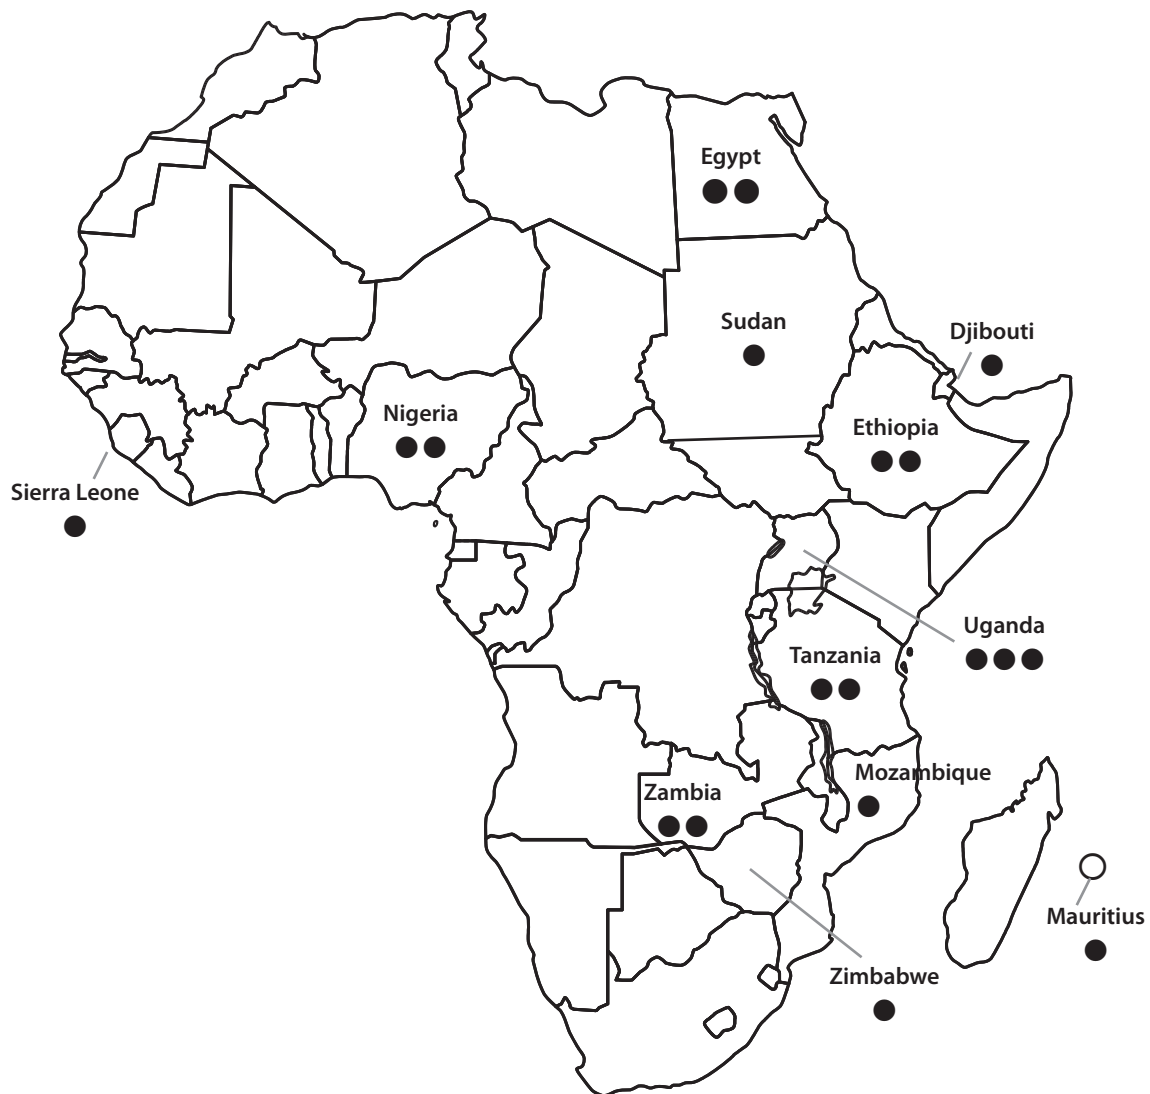 Egypt
Sudan
Djibouti
Nigeria
Ethiopia
Sierra Leone
Uganda
Tanzania
Mozambique
Zambia
Mauritius
Zimbabwe